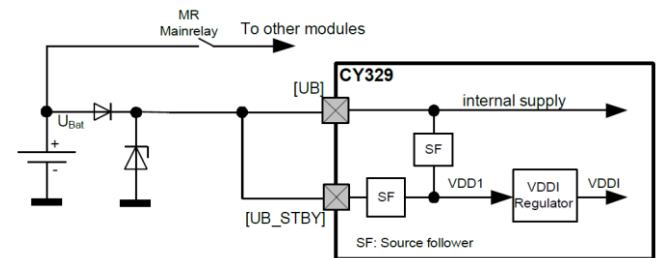 MR
Mainrelay
To other modules
CY329
[UB]
internal supply
U_Bat
+
-
SF
SF
VDD1
VDDI
Regulator
VDDI
[UB_STBY]
SF: Source follower